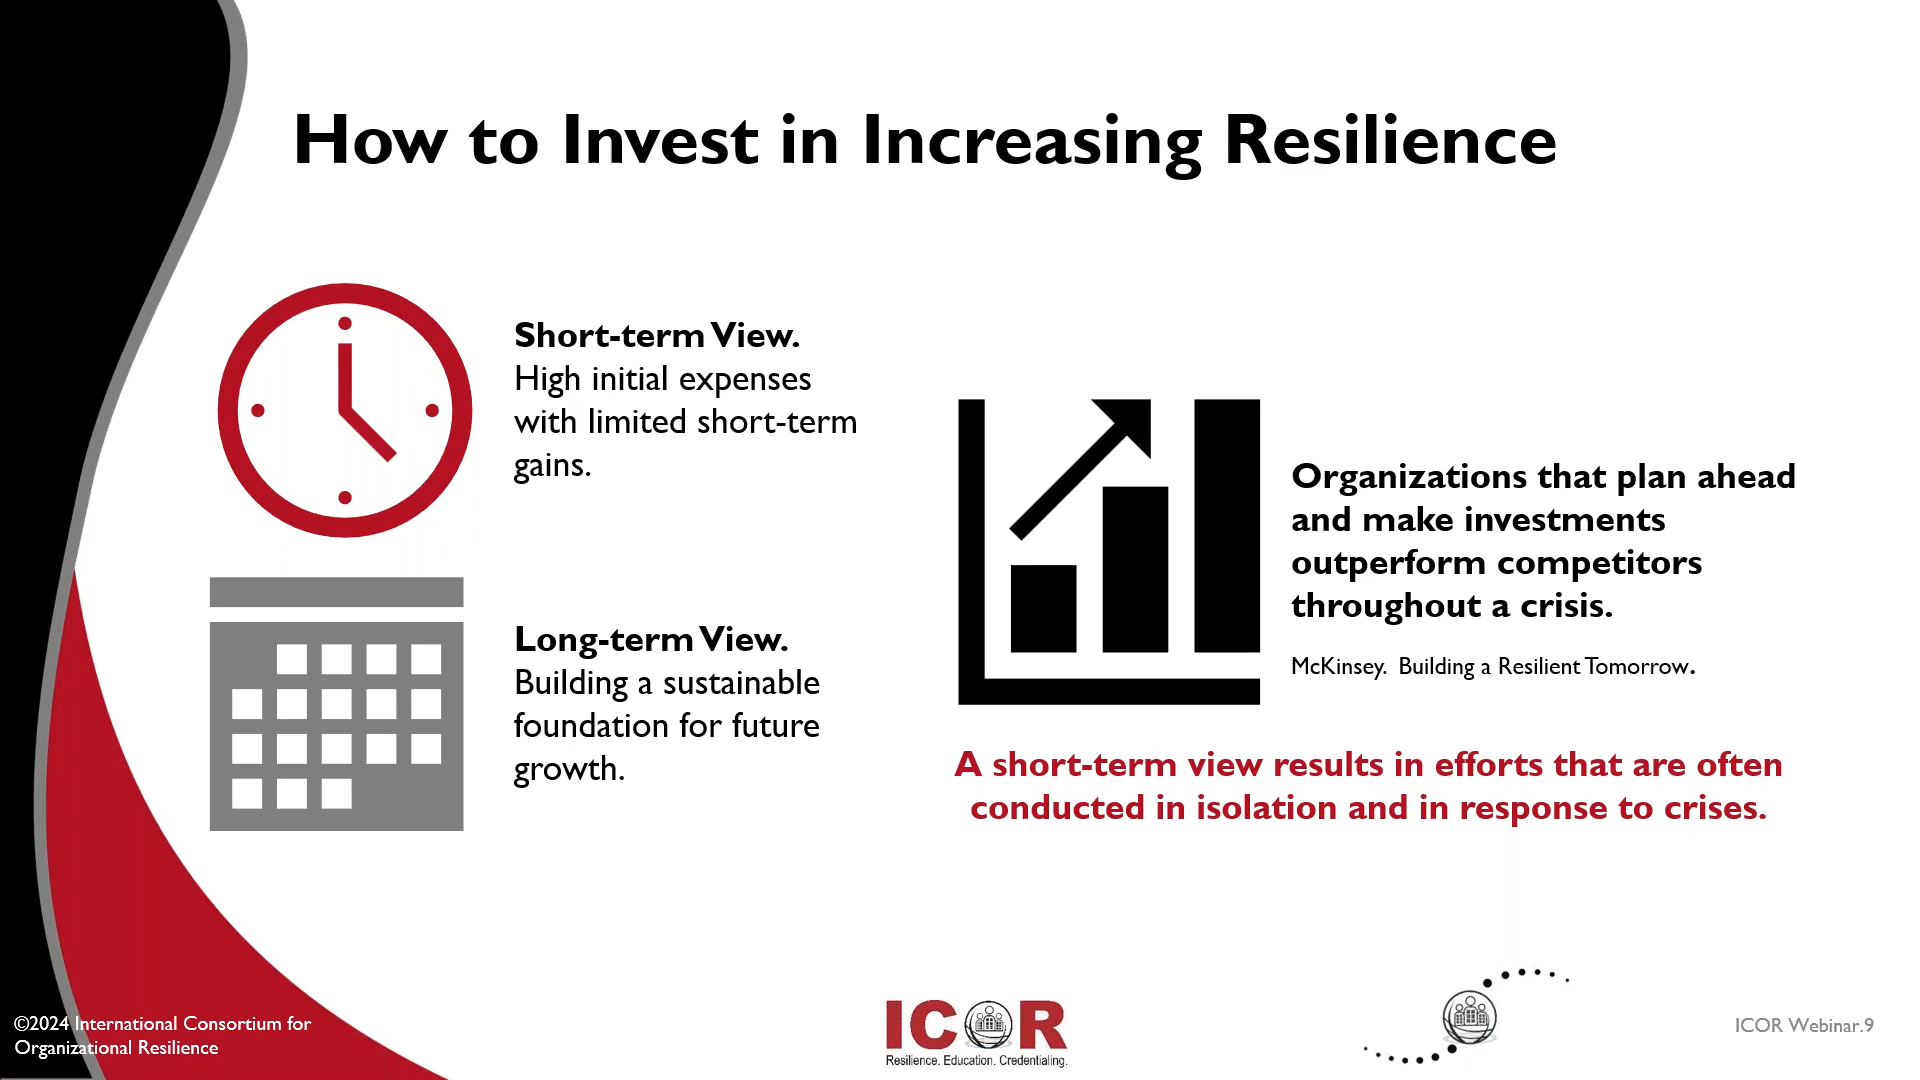 How to Invest in Increasing Resilience
Short-term View.
High initial expenses
with limited short-term
gains.
Long-term View.
Building a sustainable
foundation for future
growth.
Organizations that plan ahead
and make investments
outperform competitors
throughout a crisis.
McKinsey. Building a Resilient Tomorrow.
A short-term view results in efforts that are often
conducted in isolation and in response to crises.
©2024 International Consortium for
Organizational Resilience
ICOR
Resilience. Education. Credentialing.
ICOR Webinar.9